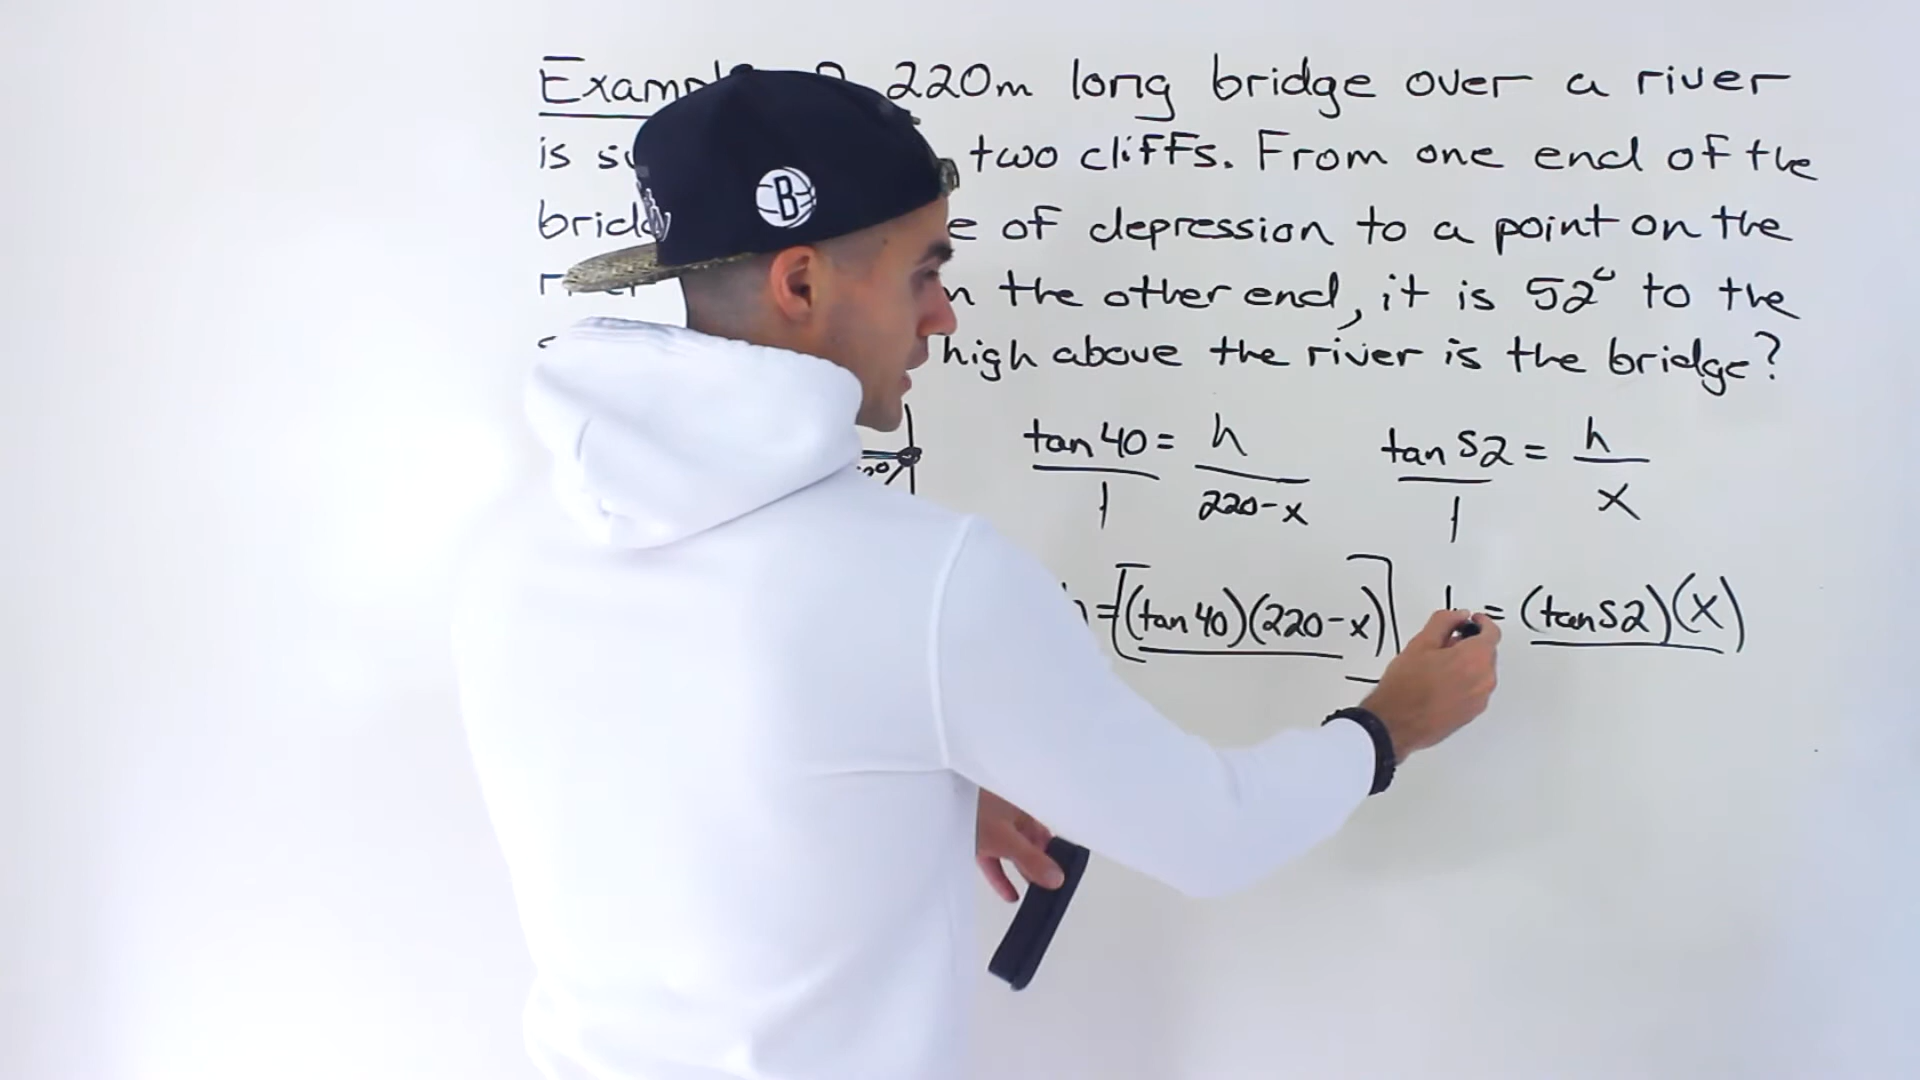 220m long bridge over a river
is two cliffs. From one end of the
of depression to a point on the
the other end, it is 52° to the
high above the river is the bridge?
tan 40 = h / 220-x tan 52 = h / x
1 1
= [(tan 40)(220-x)] = (tan 52)(x)
B